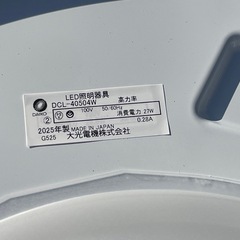 LED照明器具
DAIKO DCL-40504W 高力率
② 100V 50/60Hz 消費電力 27W
0.28A
2025年製 MADE IN JAPAN
G525 大光電機株式会社